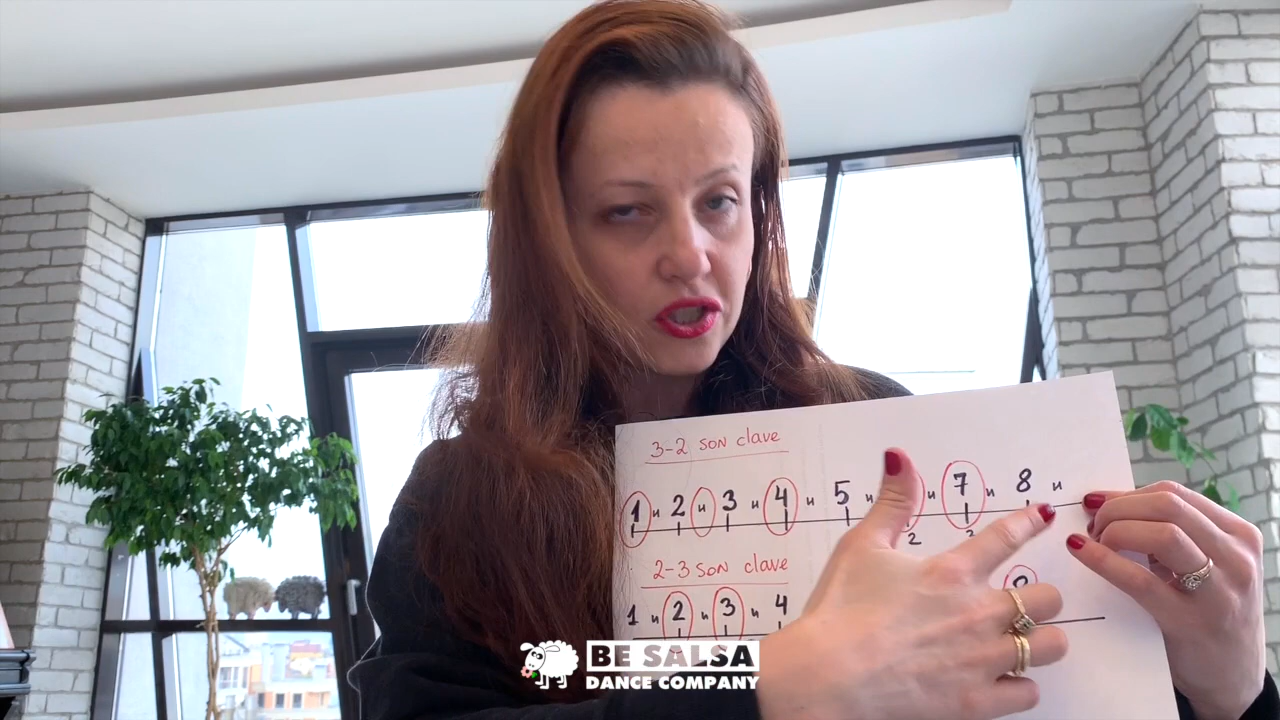 3-2 son clave
1 и 2 и 3 и 4 и 5 и и 7 и 8 и
2
2-3 son clave
1 и 2 и 3 и 4
BE SALSA
DANCE COMPANY